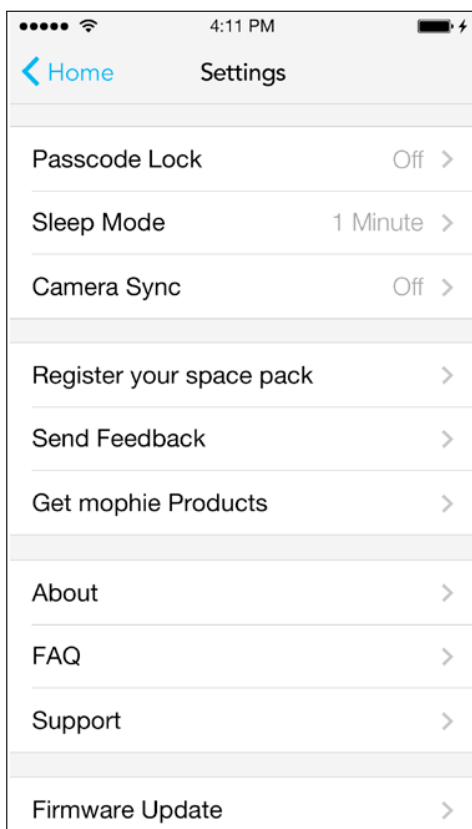 4:11 PM
Home Settings
Passcode Lock Off
Sleep Mode 1 Minute
Camera Sync Off
Register your space pack
Send Feedback
Get mophie Products
About
FAQ
Support
Firmware Update